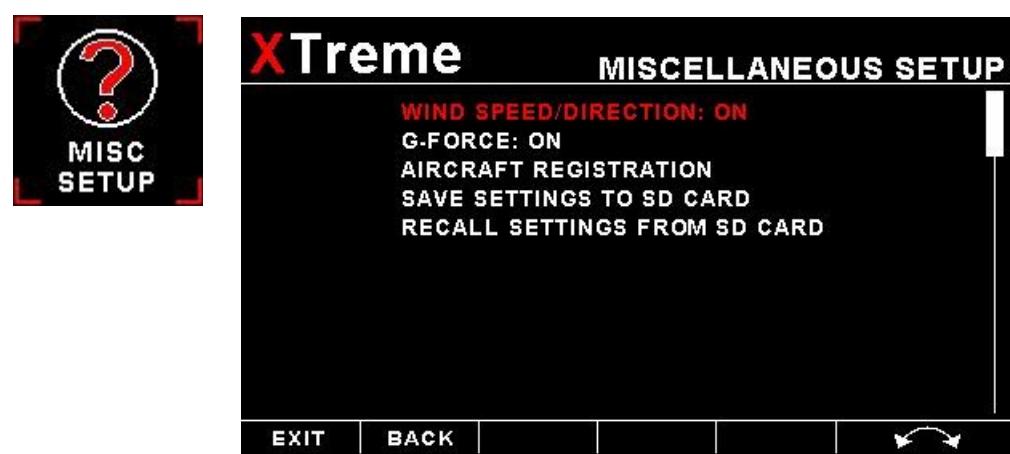 MISC
SETUP
XTreme
MISCELLANEOUS SETUP
WIND SPEED/DIRECTION: ON
G-FORCE: ON
AIRCRAFT REGISTRATION
SAVE SETTINGS TO SD CARD
RECALL SETTINGS FROM SD CARD
EXIT BACK